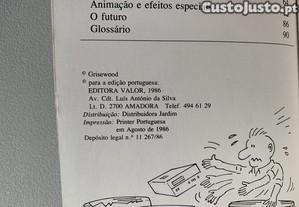 Animação e efeitos especi
CustoJusto.pt
O futuro 86
Glossário 90
© Grisewood
© para a edição portuguesa:
EDITORA VALOR, 1986
Av. Cdt. Luís António da Silva
Lt. D. 2700 AMADORA Telef. 494 61 29
Distribuição: Distribuidora Jardim
Impressão: Printer Portuguesa
em Agosto de 1986
Depósito legal n.º 11 267/86